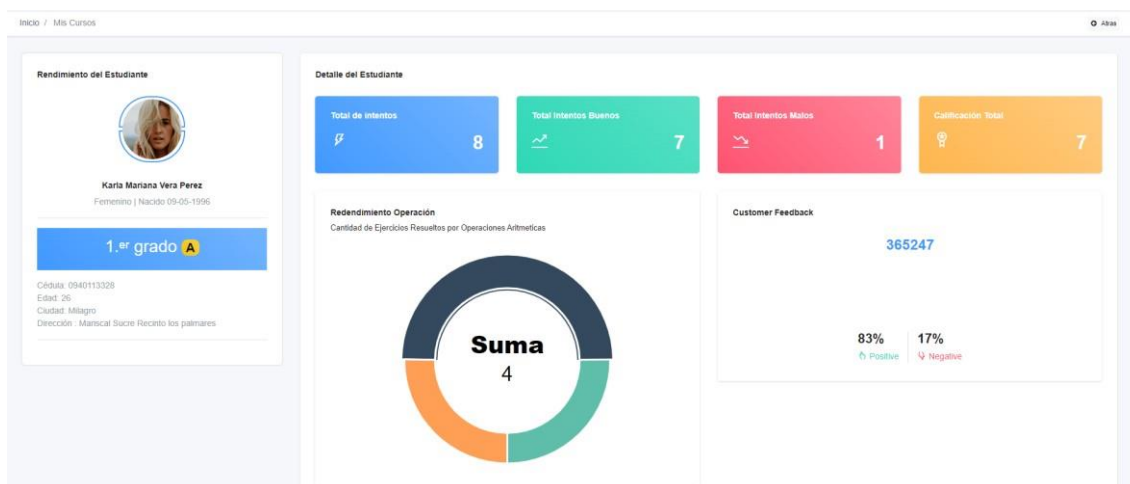 Inicio / Mis Cursos
Atras
Rendimiento del Estudiante
Karla Mariana Vera Perez
Femenino | Nacido 09-05-1996
1.er grado A
Cédula: 0940113328
Edad: 26
Ciudad: Milagro
Dirección : Mariscal Sucre Recinto los palmares
Detalle del Estudiante
Total de intentos
8
Total Intentos Buenos
7
Total Intentos Malos
1
Calificación Total
7
Redendimiento Operación
Cantidad de Ejercicios Resueltos por Operaciones Aritmeticas
Suma
4
Customer Feedback
365247
83%
Positive
17%
Negative